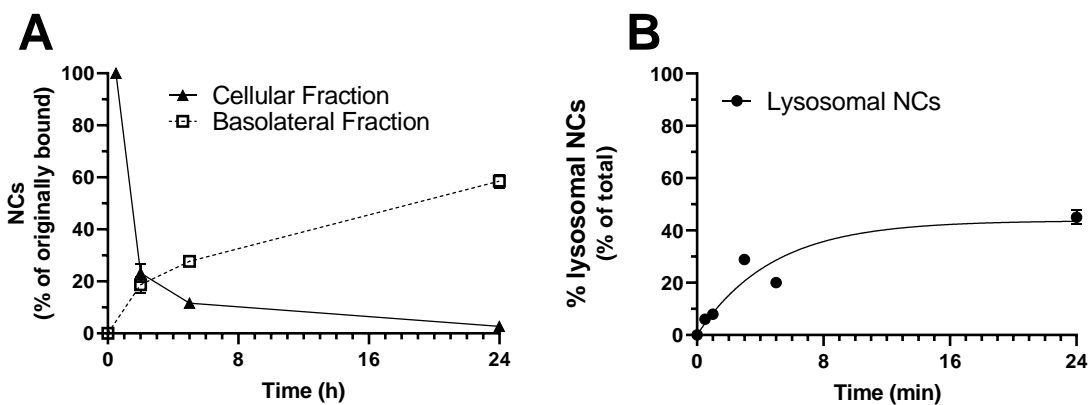 A
B
100
80
60
40
20
0
NCs
(% of originally bound)
Cellular Fraction
Basolateral Fraction
0
8
16
24
Time (h)
100
80
60
40
20
0
% lysosomal NCs
(% of total)
Lysosomal NCs
0
8
16
24
Time (min)